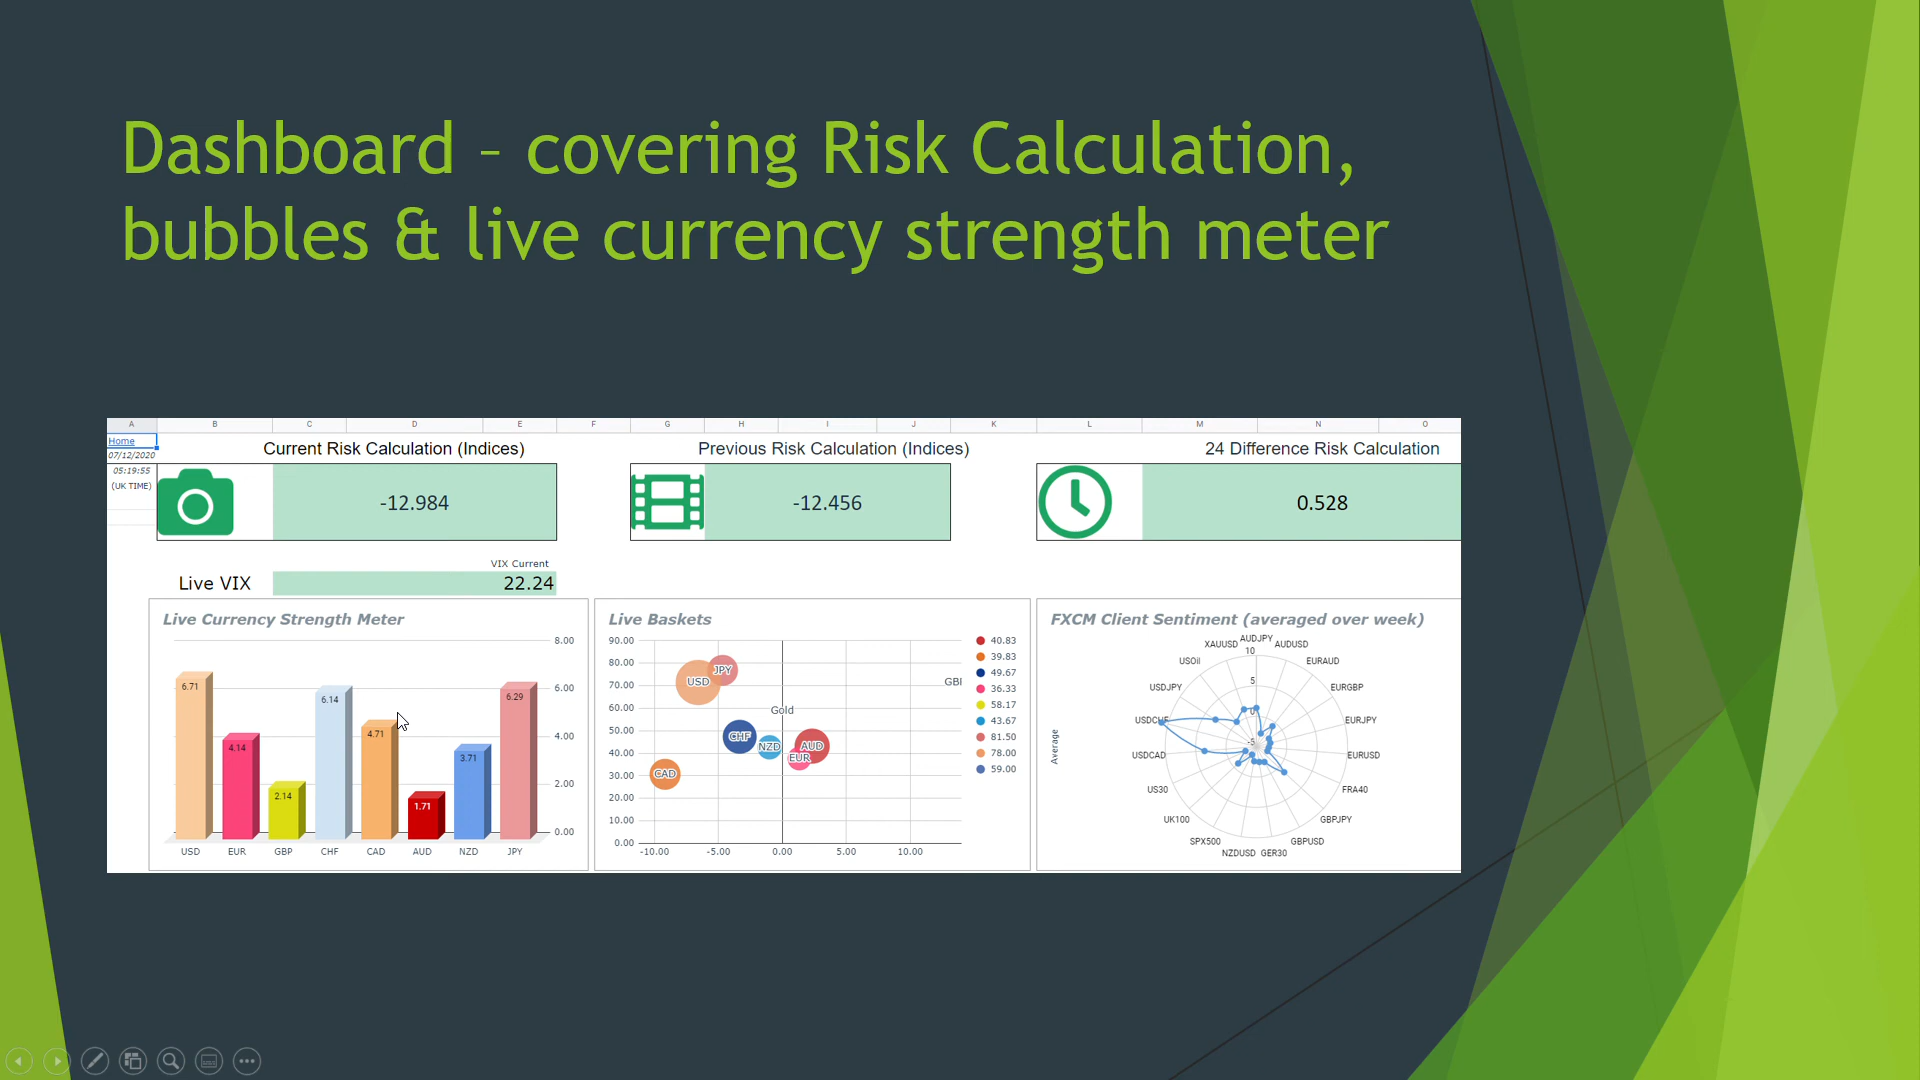 Dashboard – covering Risk Calculation,
bubbles & live currency strength meter
A B C D E F G H I J K L M N O
Home
07/12/2020
05:19:55
(UK TIME)
Current Risk Calculation (Indices)
-12.984
Previous Risk Calculation (Indices)
-12.456
24 Difference Risk Calculation
0.528
VIX Current
Live VIX 22.24
Live Currency Strength Meter
8.00
6.00
4.00
2.00
0.00
6.71
4.14
2.14
6.14
4.71
1.71
3.71
6.29
USD EUR GBP CHF CAD AUD NZD JPY
Live Baskets
90.00
80.00
70.00
60.00
50.00
40.00
30.00
20.00
10.00
0.00
-10.00 -5.00 0.00 5.00 10.00
USD
JPY
GBI
Gold
CHF
NZD
AUD
EUR
CAD
40.83
39.83
49.67
36.33
58.17
43.67
81.50
78.00
59.00
FXCM Client Sentiment (averaged over week)
Average
10
5
0
-5
AUDJPY
AUDUSD
EURAUD
EURGBP
EURJPY
EURUSD
FRA40
GBPJPY
GBPUSD
GER30
NZDUSD
SPX500
UK100
US30
USDCAD
USDCHF
USDJPY
USOil
XAUUSD